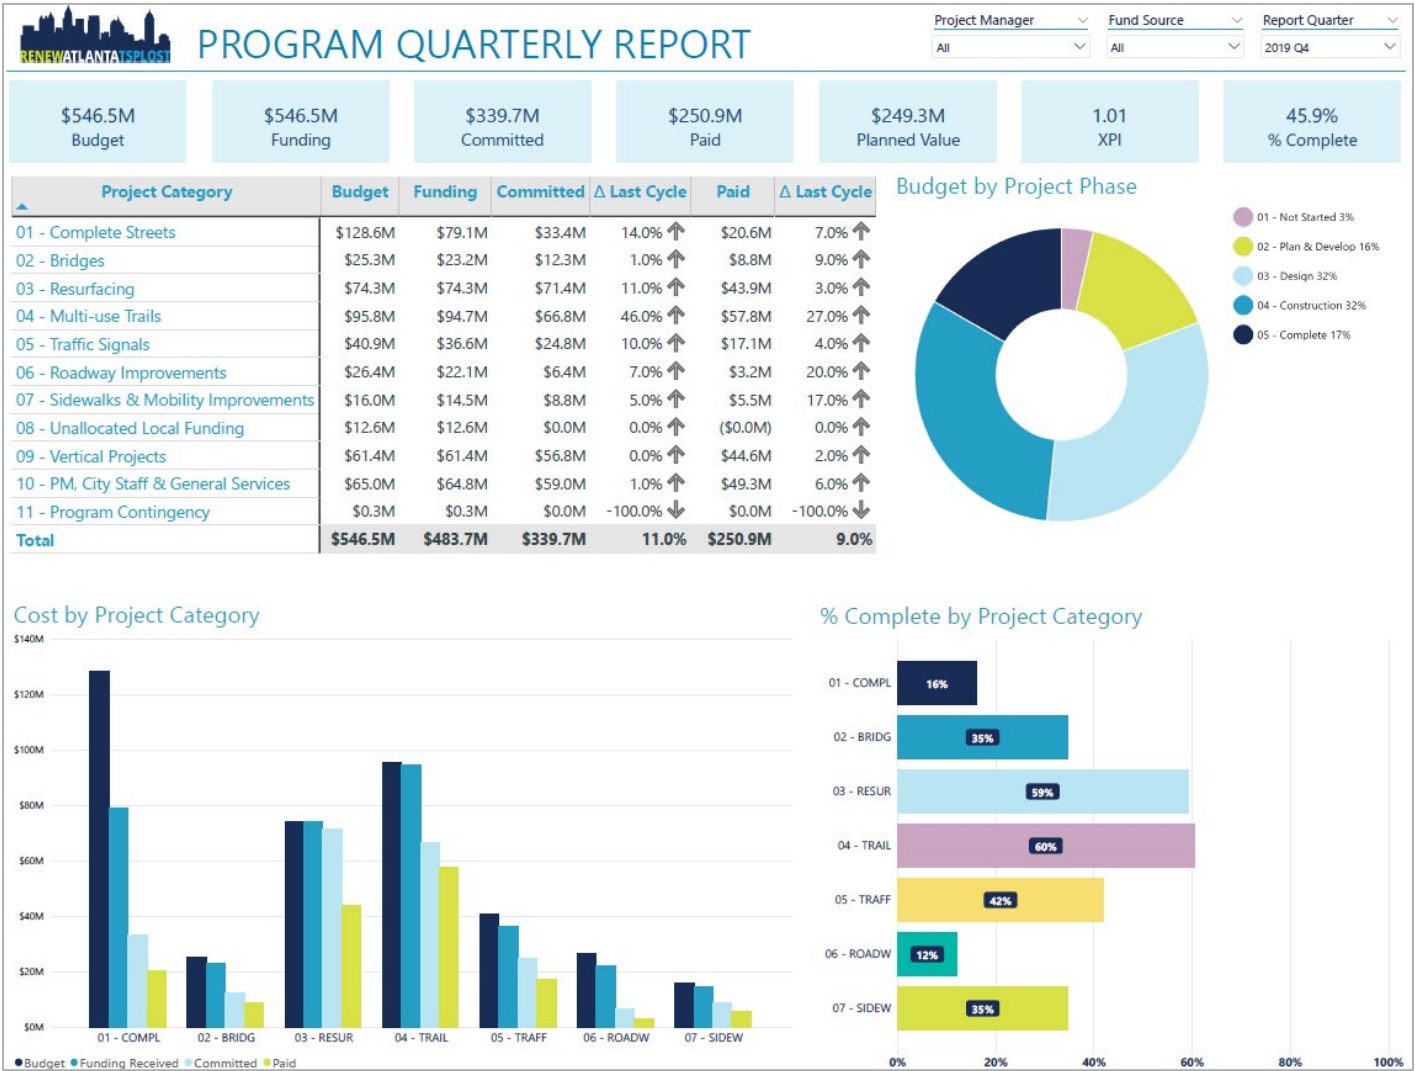 RENEWATLANTATSPLOST
PROGRAM QUARTERLY REPORT
Project Manager
All
Fund Source
All
Report Quarter
2019 Q4
$546.5M
Budget
$546.5M
Funding
$339.7M
Committed
$250.9M
Paid
$249.3M
Planned Value
1.01
XPI
45.9%
% Complete
Project Category Budget Funding Committed Δ Last Cycle Paid Δ Last Cycle
01 - Complete Streets $128.6M $79.1M $33.4M 14.0% $20.6M 7.0%
02 - Bridges $25.3M $23.2M $12.3M 1.0% $8.8M 9.0%
03 - Resurfacing $74.3M $74.3M $71.4M 11.0% $43.9M 3.0%
04 - Multi-use Trails $95.8M $94.7M $66.8M 46.0% $57.8M 27.0%
05 - Traffic Signals $40.9M $36.6M $24.8M 10.0% $17.1M 4.0%
06 - Roadway Improvements $26.4M $22.1M $6.4M 7.0% $3.2M 20.0%
07 - Sidewalks & Mobility Improvements $16.0M $14.5M $8.8M 5.0% $5.5M 17.0%
08 - Unallocated Local Funding $12.6M $12.6M $0.0M 0.0% ($0.0M) 0.0%
09 - Vertical Projects $61.4M $61.4M $56.8M 0.0% $44.6M 2.0%
10 - PM, City Staff & General Services $65.0M $64.8M $59.0M 1.0% $49.3M 6.0%
11 - Program Contingency $0.3M $0.3M $0.0M -100.0% $0.0M -100.0%
Total $546.5M $483.7M $339.7M 11.0% $250.9M 9.0%
Budget by Project Phase
01 - Not Started 3%
02 - Plan & Develop 16%
03 - Design 32%
04 - Construction 32%
05 - Complete 17%
Cost by Project Category
$140M
$120M
$100M
$80M
$60M
$40M
$20M
$0M
01 - COMPL 02 - BRIDG 03 - RESUR 04 - TRAIL 05 - TRAFF 06 - ROADW 07 - SIDEW
Budget Funding Received Committed Paid
% Complete by Project Category
01 - COMPL 16%
02 - BRIDG 35%
03 - RESUR 59%
04 - TRAIL 60%
05 - TRAFF 42%
06 - ROADW 12%
07 - SIDEW 35%
0% 20% 40% 60% 80% 100%